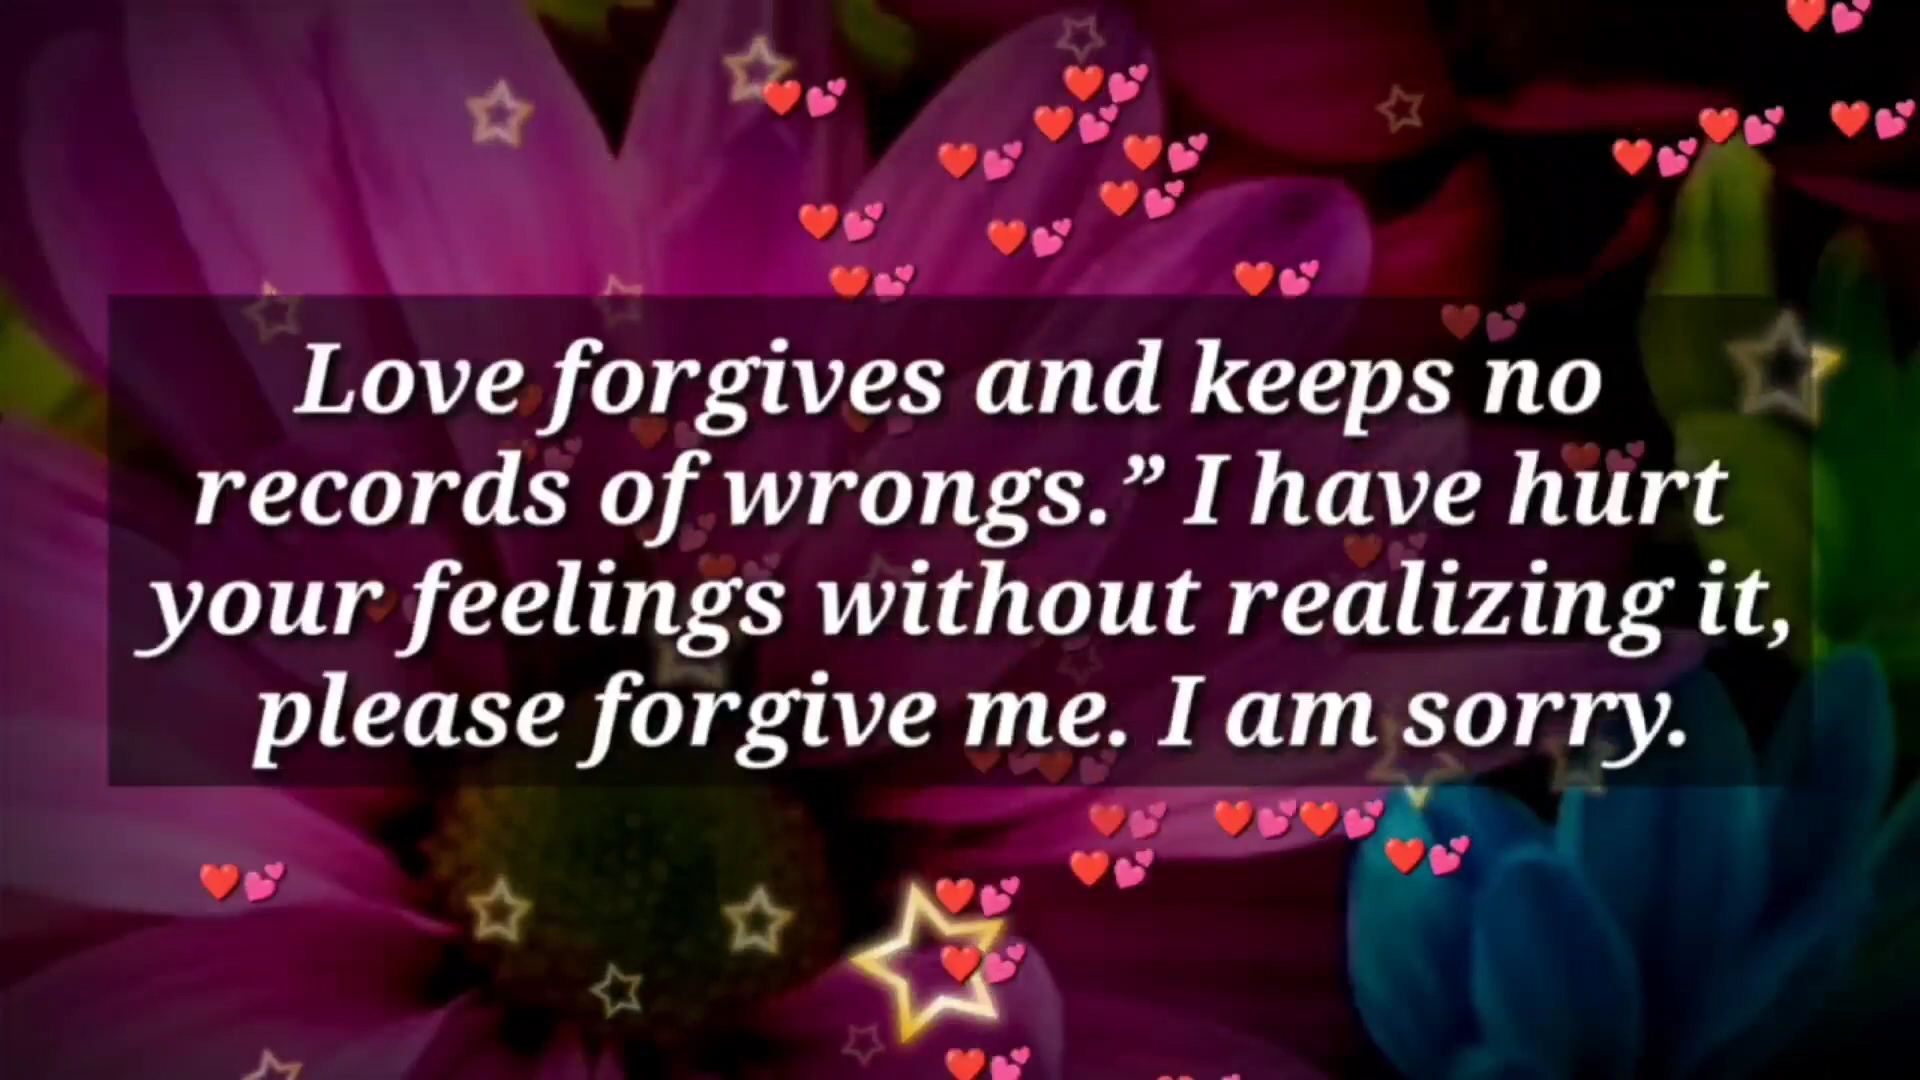 Love forgives and keeps no
records of wrongs.” I have hurt
your feelings without realizing it,
please forgive me. I am sorry.